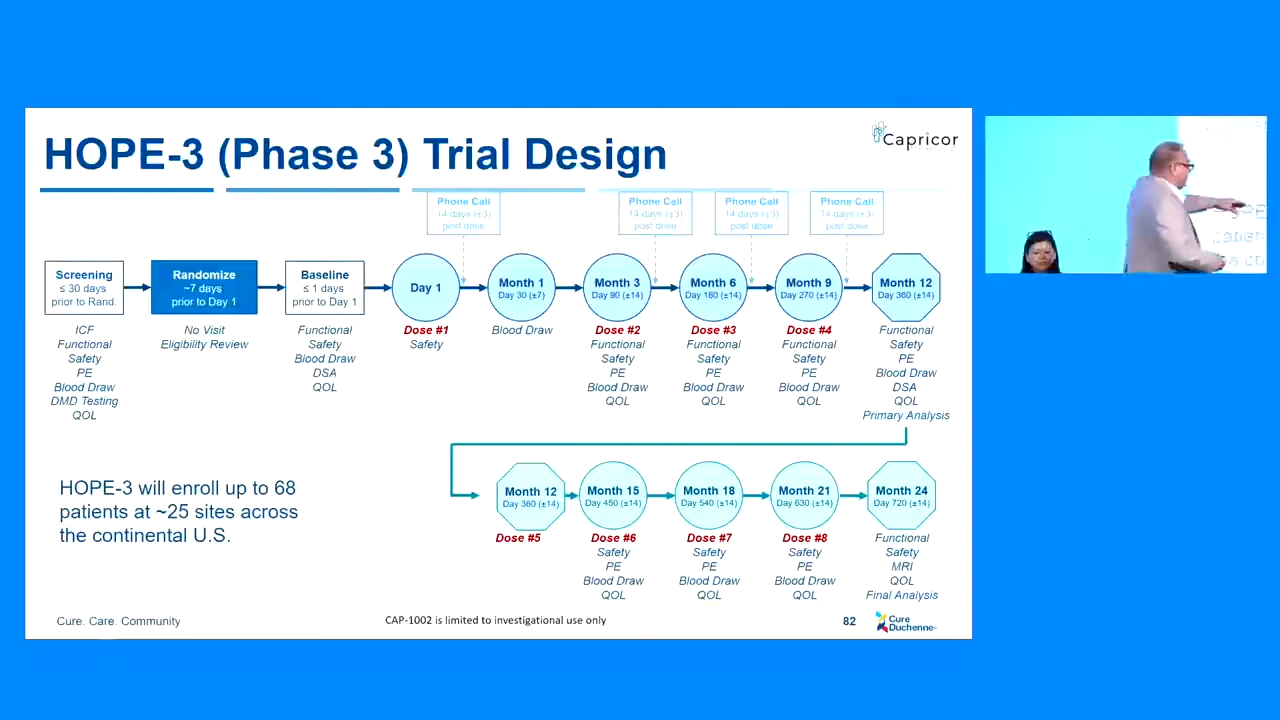 HOPE-3 (Phase 3) Trial Design
Capricor
Phone Call
14 days (±3)
post dose
Phone Call
14 days (±3)
post dose
Phone Call
14 days (±3)
post dose
Phone Call
14 days (±3)
post dose
Screening
≤ 30 days
prior to Rand.
Randomize
~7 days
prior to Day 1
Baseline
≤ 1 days
prior to Day 1
Day 1
Month 1
Day 30 (±7)
Month 3
Day 90 (±14)
Month 6
Day 180 (±14)
Month 9
Day 270 (±14)
Month 12
Day 360 (±14)
ICF
Functional
Safety
PE
Blood Draw
DMD Testing
QOL
No Visit
Eligibility Review
Functional
Safety
Blood Draw
DSA
QOL
Dose #1
Safety
Blood Draw
Dose #2
Functional
Safety
PE
Blood Draw
QOL
Dose #3
Functional
Safety
PE
Blood Draw
QOL
Dose #4
Functional
Safety
PE
Blood Draw
QOL
Functional
Safety
PE
Blood Draw
DSA
QOL
Primary Analysis
HOPE-3 will enroll up to 68
patients at ~25 sites across
the continental U.S.
Month 12
Day 360 (±14)
Month 15
Day 450 (±14)
Month 18
Day 540 (±14)
Month 21
Day 630 (±14)
Month 24
Day 720 (±14)
Dose #5
Dose #6
Safety
PE
Blood Draw
QOL
Dose #7
Safety
PE
Blood Draw
QOL
Dose #8
Safety
PE
Blood Draw
QOL
Functional
Safety
MRI
QOL
Final Analysis
Cure. Care. Community
CAP-1002 is limited to investigational use only
82
Cure
Duchenne